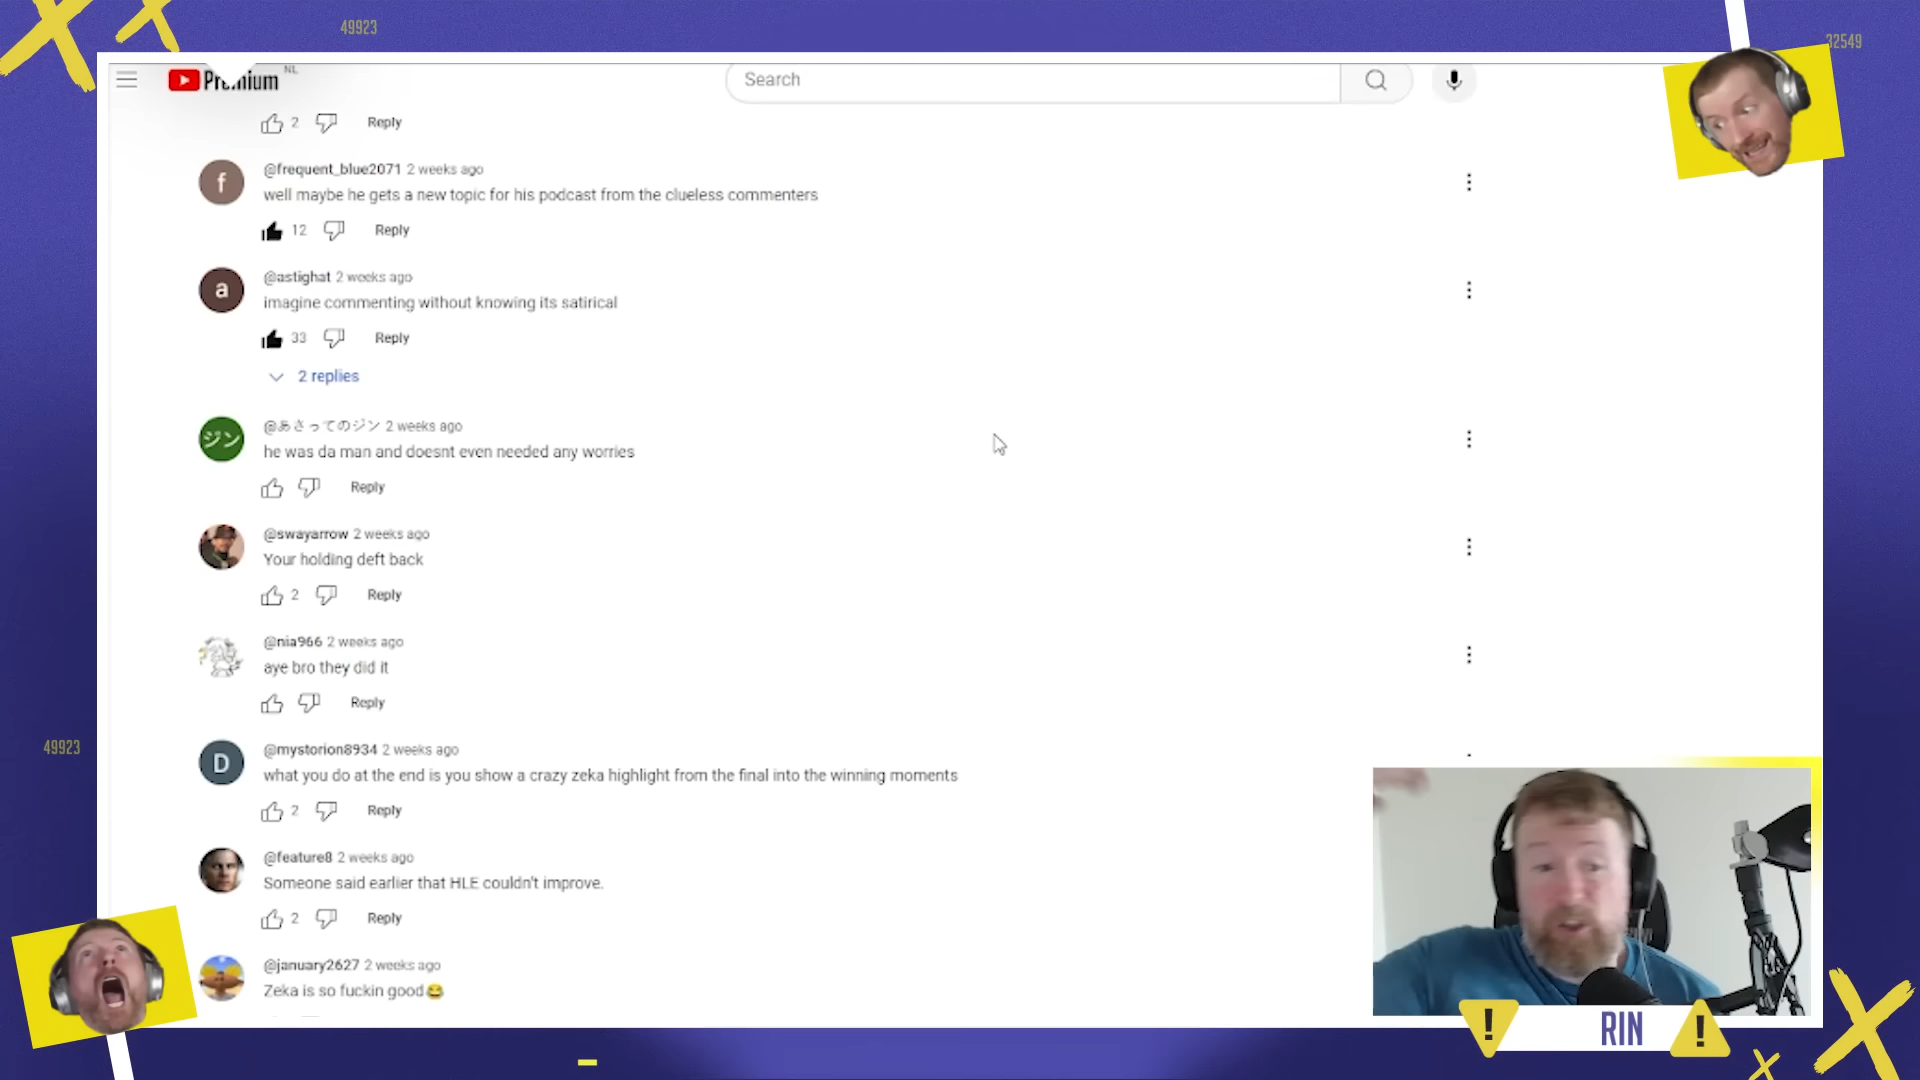 49923
32549
Premium NL
Search
2 Reply
f
@frequent_blue2071 2 weeks ago
well maybe he gets a new topic for his podcast from the clueless commenters
12 Reply
a
@astighat 2 weeks ago
imagine commenting without knowing its satirical
33 Reply
2 replies
ジン
@あさってのジン 2 weeks ago
he was da man and doesnt even needed any worries
Reply
@swayarrow 2 weeks ago
Your holding deft back
2 Reply
@nia966 2 weeks ago
aye bro they did it
Reply
49923
D
@mystorion8934 2 weeks ago
what you do at the end is you show a crazy zeka highlight from the final into the winning moments
2 Reply
@feature8 2 weeks ago
Someone said earlier that HLE couldn't improve.
2 Reply
@january2627 2 weeks ago
Zeka is so fuckin good😂
! RIN !